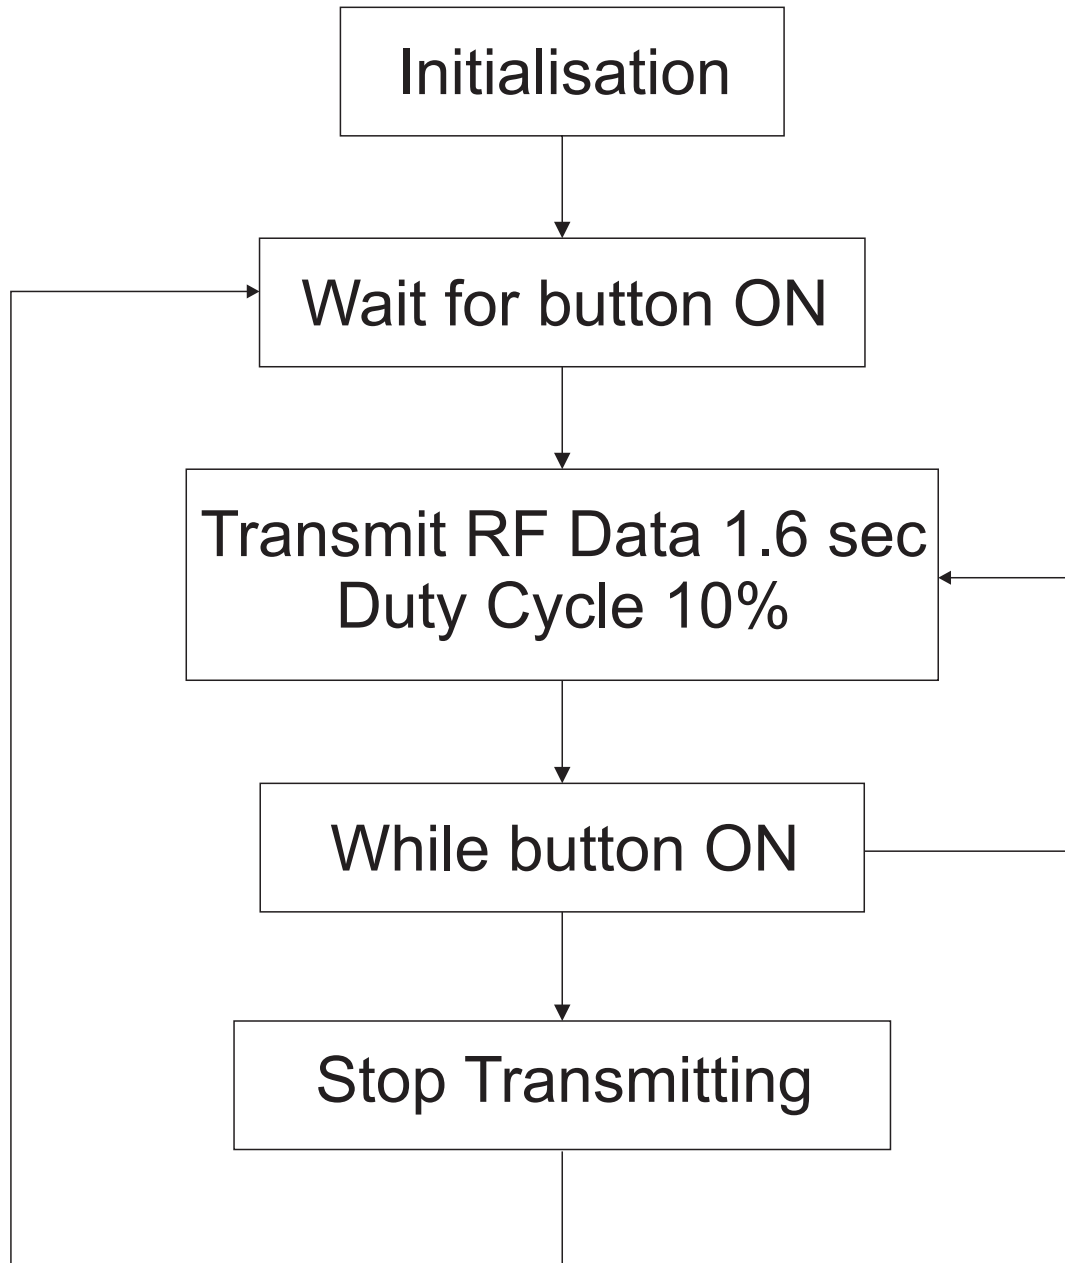 Initialisation
Wait for button ON
Transmit RF Data 1.6 sec
Duty Cycle 10%
While button ON
Stop Transmitting